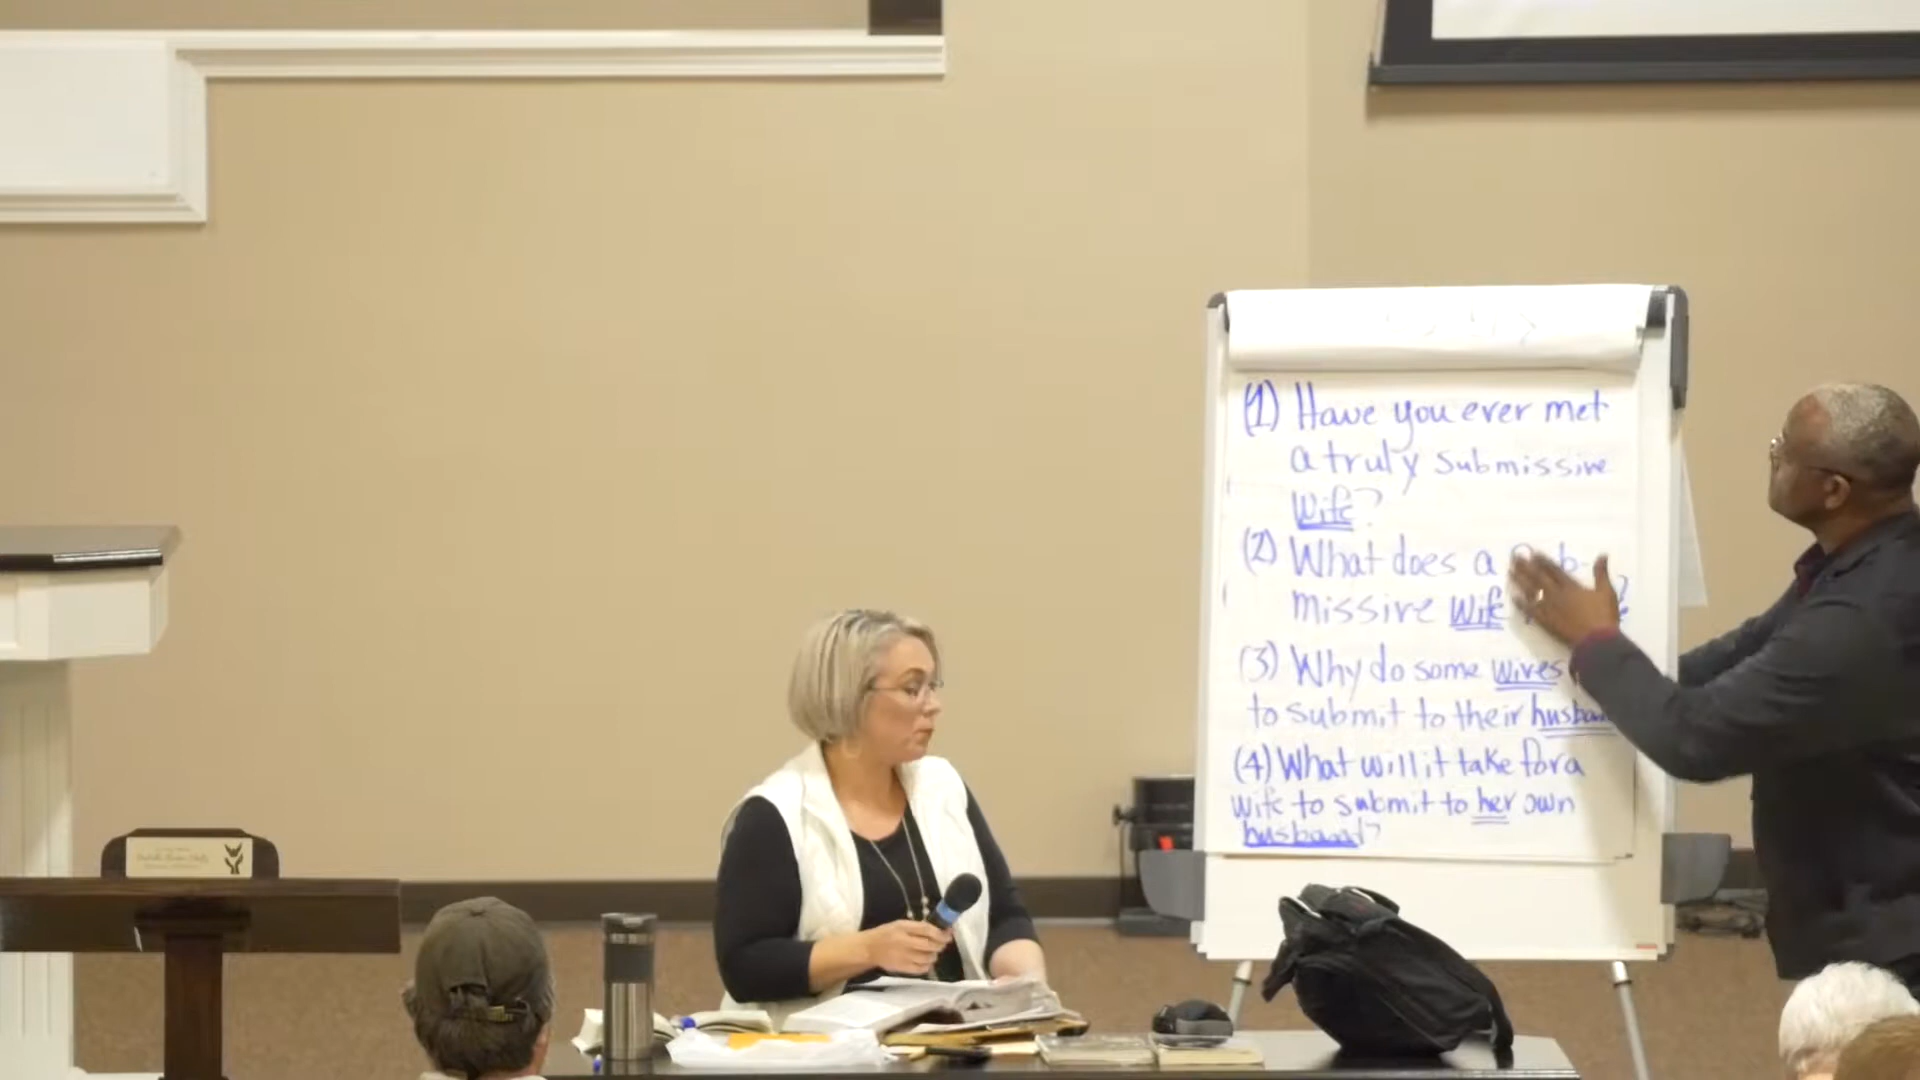 (1) Have you ever met
a truly submissive
Wife?
(2) What does a
missive Wife
(3) Why do some wives
to submit to their
(4) What will it take for a
Wife to submit to her own
husband?